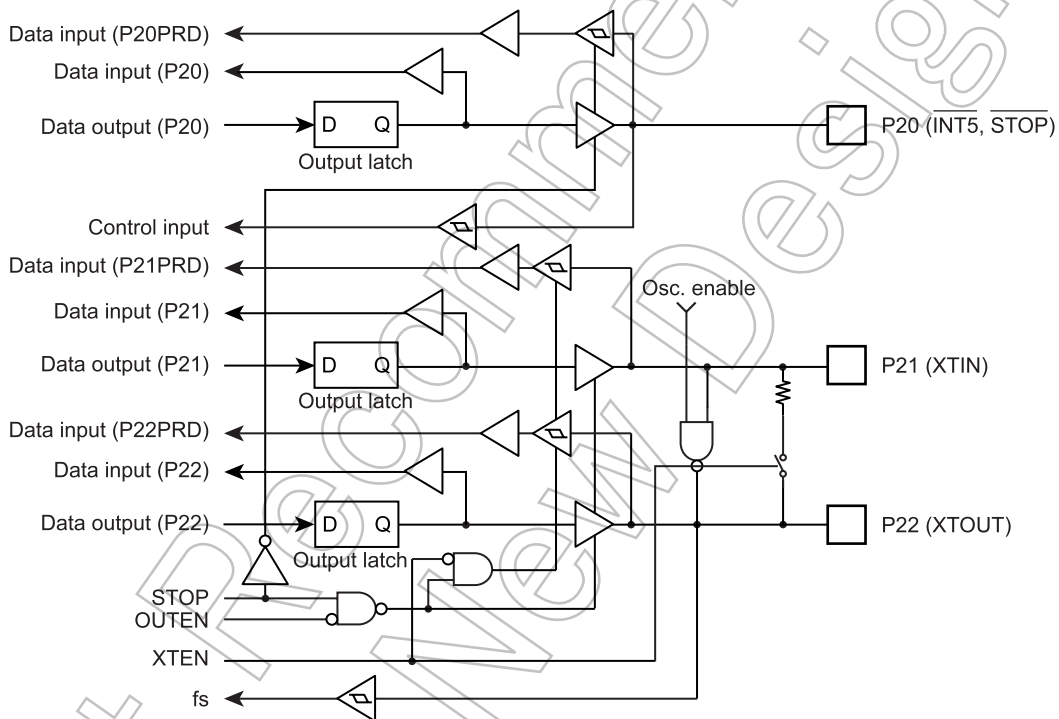 Data input (P20PRD)
Data input (P20)
Data output (P20)
D Q
Output latch
P20 (INT5, STOP)
Control input
Data input (P21PRD)
Osc. enable
Data input (P21)
Data output (P21)
D Q
Output latch
P21 (XTIN)
Data input (P22PRD)
Data input (P22)
Data output (P22)
D Q
Output latch
P22 (XTOUT)
STOP
OUTEN
XTEN
fs